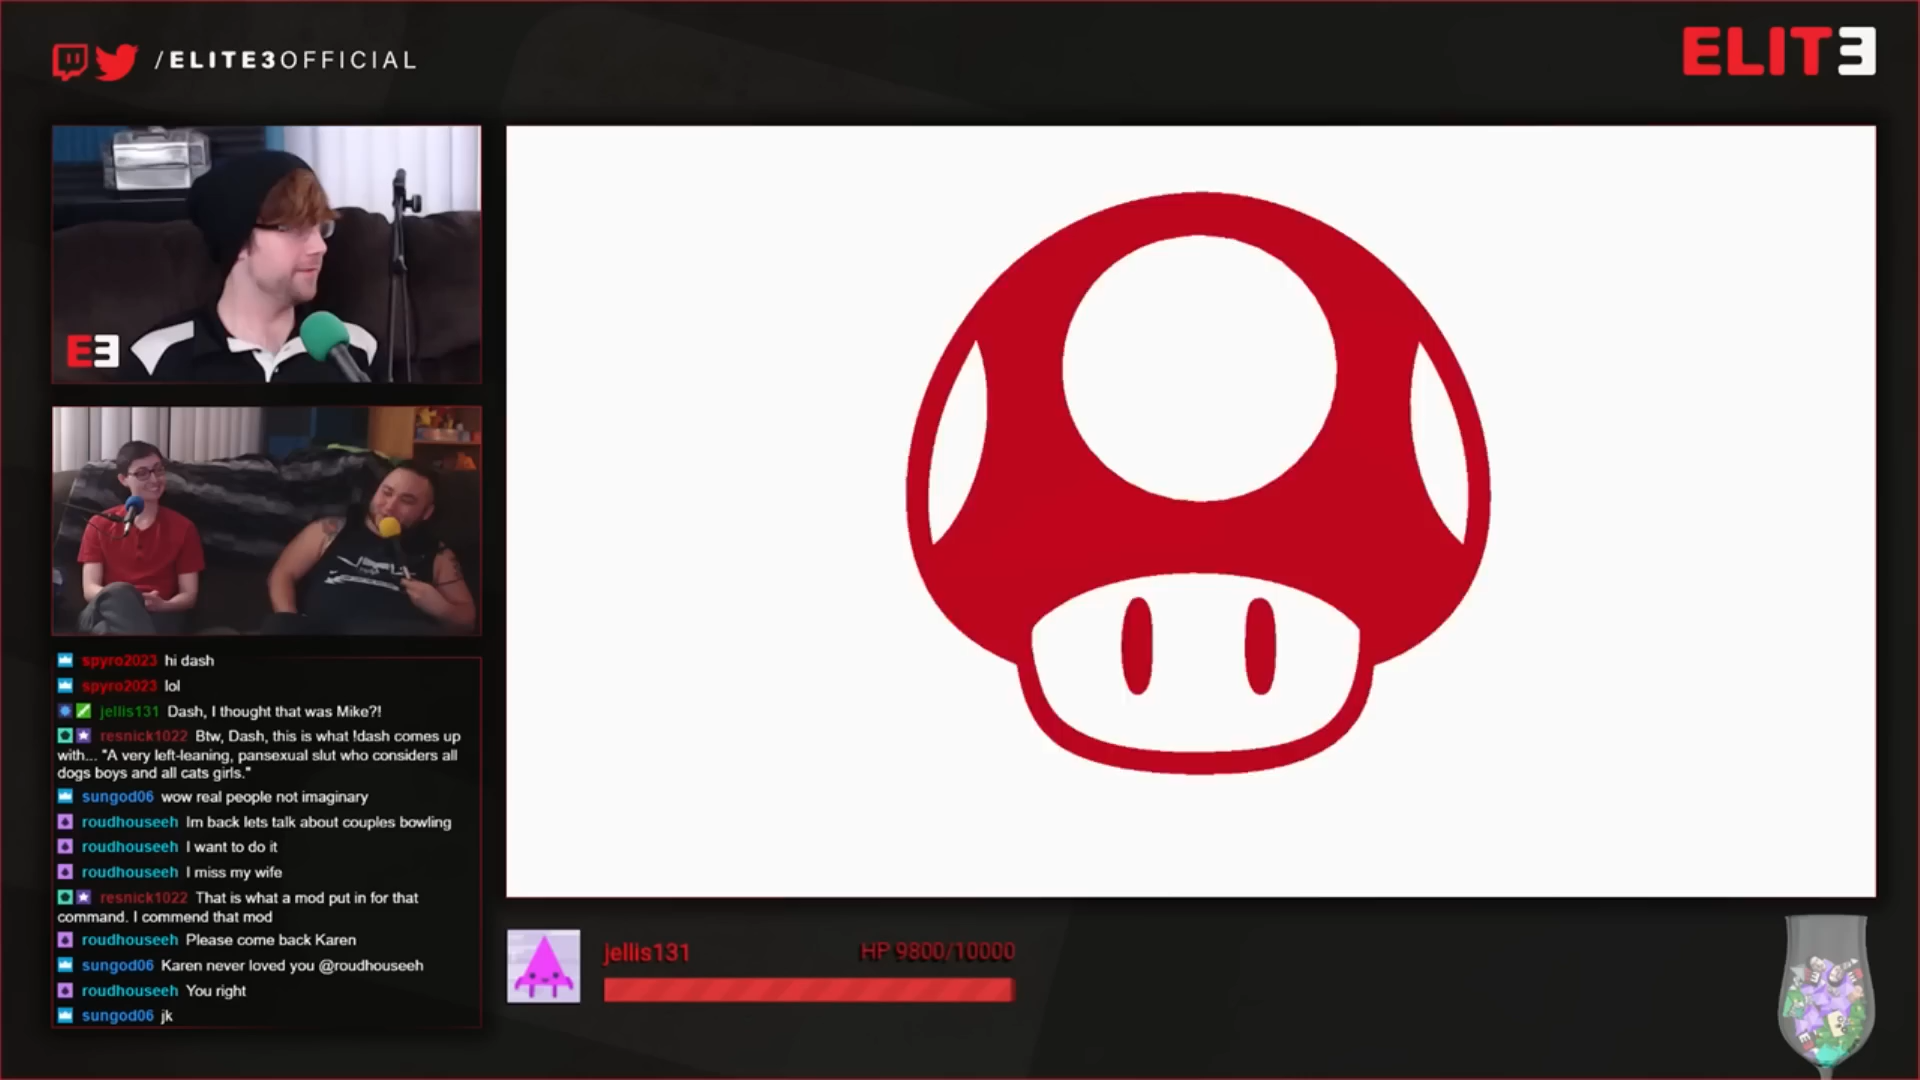 /ELITE3OFFICIAL
ELIT3
E3
spyro2023 hi dash
spyro2023 lol
jellis131 Dash, I thought that was Mike?!
resnick1022 Btw, Dash, this is what !dash comes up
with... "A very left-leaning, pansexual slut who considers all
dogs boys and all cats girls."
sungod06 wow real people not imaginary
roudhouseeh Im back lets talk about couples bowling
roudhouseeh I want to do it
roudhouseeh I miss my wife
resnick1022 That is what a mod put in for that
command. I commend that mod
roudhouseeh Please come back Karen
sungod06 Karen never loved you @roudhouseeh
roudhouseeh You right
sungod06 jk
jellis131 HP 9800/10000